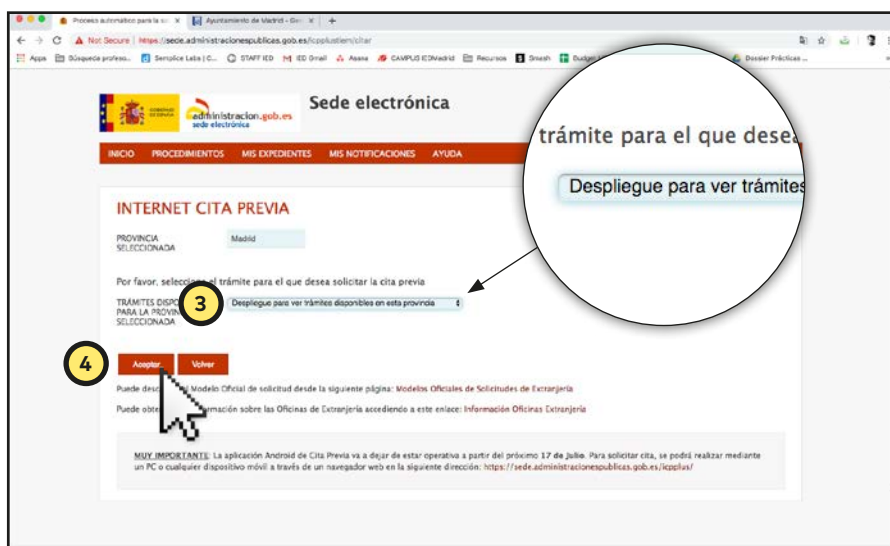 Proceso automático para la
Ayuntamiento de Madrid -
Not Secure | https://sede.administracionespublicas.gob.es/icpplustiem/citar
Apps Búsqueda profeso... Semplice Labs | C... STAFF IED IED Gmail Asana CAMPUS IEDMadrid Recursos Smash Budget Dossier Prácticas ...
GOBIERNO DE ESPAÑA
administracion.gob.es
sede electrónica
Sede electrónica
INICIO PROCEDIMIENTOS MIS EXPEDIENTES MIS NOTIFICACIONES AYUDA
trámite para el que desea
Despliegue para ver trámites
INTERNET CITA PREVIA
PROVINCIA SELECCIONADA
Madrid
Por favor, seleccione el trámite para el que desea solicitar la cita previa
TRÁMITES DISPO
PARA LA PROVIN
SELECCIONADA
3
Despliegue para ver trámites disponibles en esta provincia
4
Aceptar Volver
Puede desc Modelo Oficial de solicitud desde la siguiente página: Modelos Oficiales de Solicitudes de Extranjería
Puede obte mación sobre las Oficinas de Extranjería accediendo a este enlace: Información Oficinas Extranjería
MUY IMPORTANTE: La aplicación Android de Cita Previa va a dejar de estar operativa a partir del próximo 17 de Julio. Para solicitar cita, se podrá realizar mediante
un PC o cualquier dispositivo móvil a través de un navegador web en la siguiente dirección: https://sede.administracionespublicas.gob.es/icpplus/